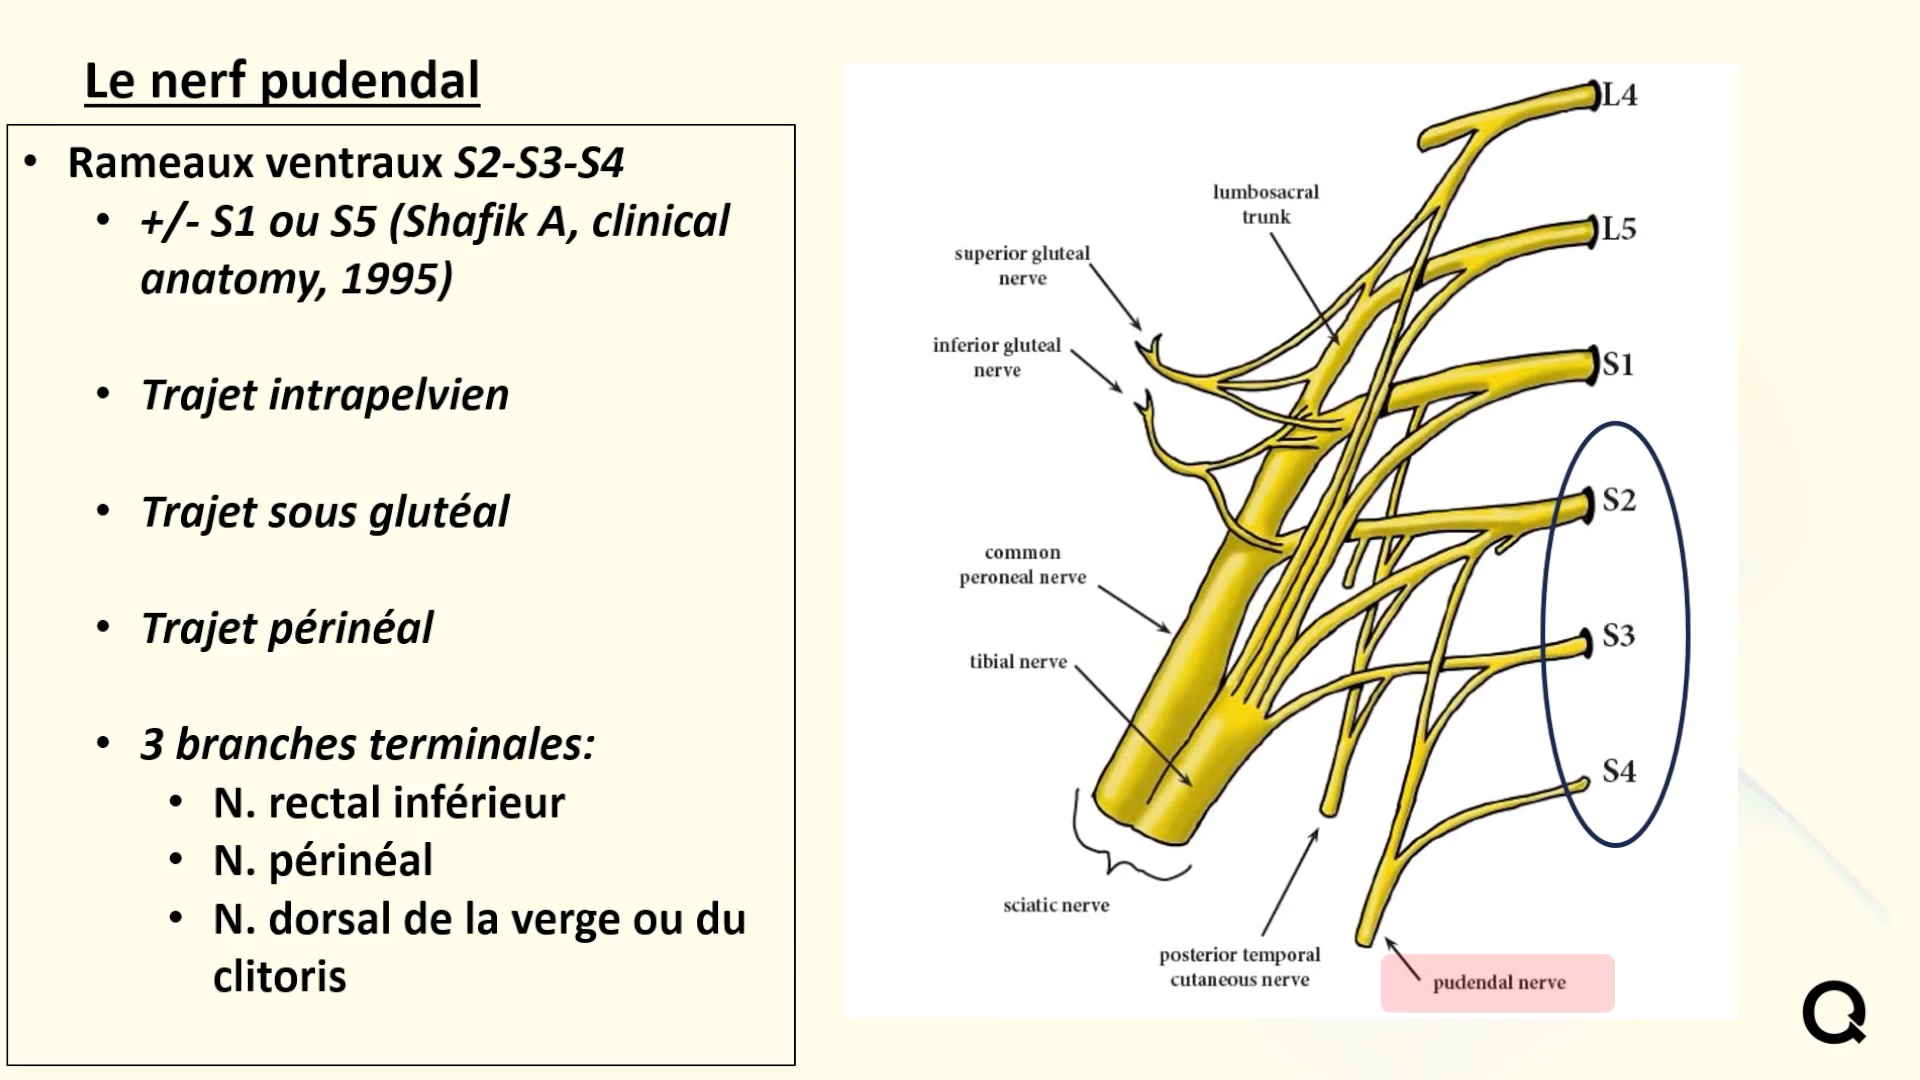 Le nerf pudendal
• Rameaux ventraux S2-S3-S4
• +/- S1 ou S5 (Shafik A, clinical
anatomy, 1995)
• Trajet intrapelvien
• Trajet sous glutéal
• Trajet périnéal
• 3 branches terminales:
• N. rectal inférieur
• N. périnéal
• N. dorsal de la verge ou du
clitoris
L4
lumbosacral
trunk
L5
superior gluteal
nerve
inferior gluteal
nerve
S1
S2
common
peroneal nerve
S3
tibial nerve
S4
sciatic nerve
posterior temporal
cutaneous nerve
pudendal nerve